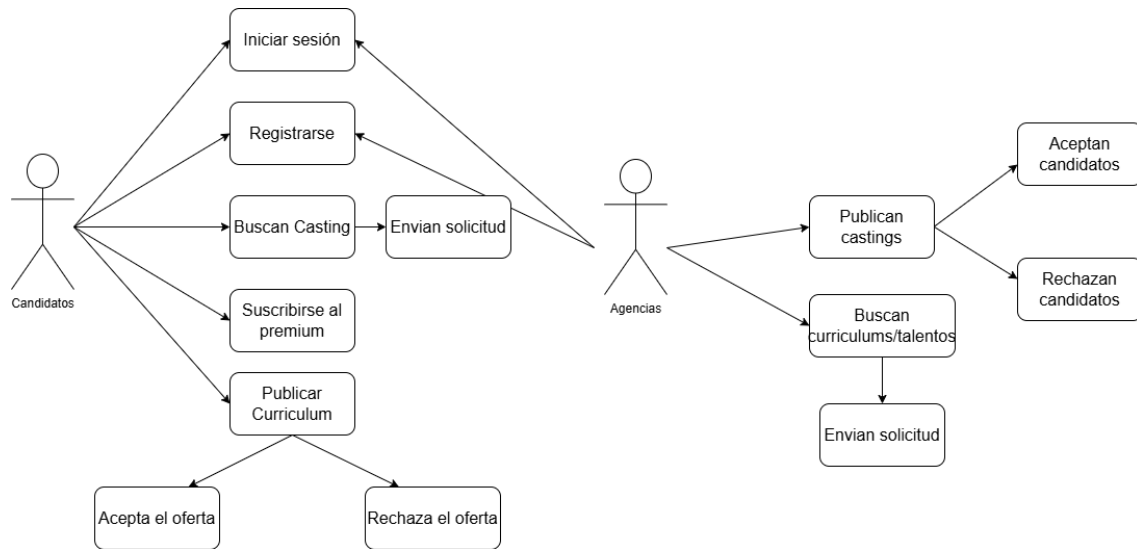 Iniciar sesión
Registrarse
Buscan Casting
Envian solicitud
Candidatos
Suscribirse al
premium
Publicar
Curriculum
Acepta el oferta
Rechaza el oferta
Agencias
Publican
castings
Aceptan
candidatos
Rechazan
candidatos
Buscan
curriculums/talentos
Envian solicitud